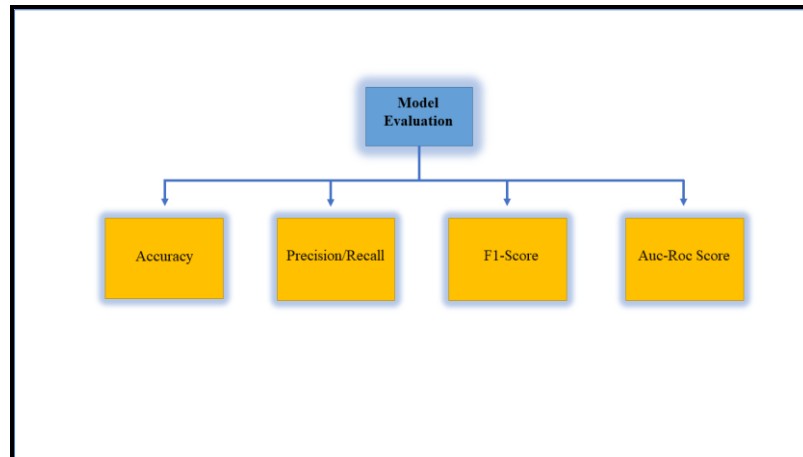 Model
Evaluation
Accuracy
Precision/Recall
F1-Score
Auc-Roc Score